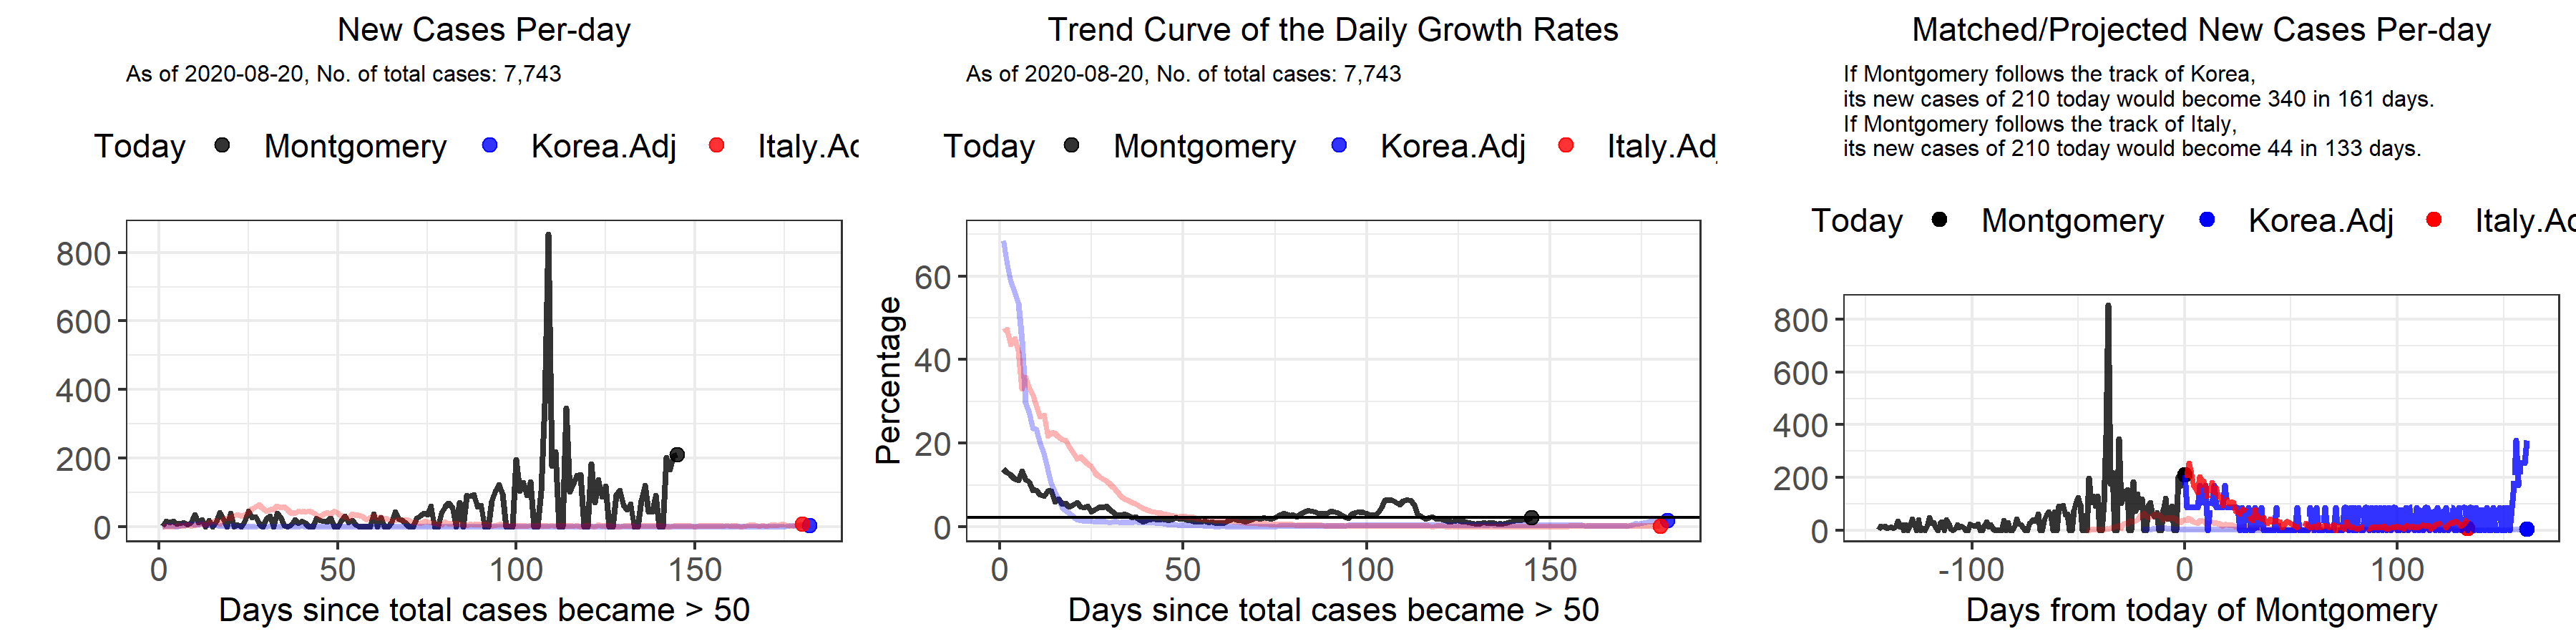 New Cases Per-day
As of 2020-08-20, No. of total cases: 7,743
Today Montgomery Korea.Adj Italy.Ac
800
600
400
200
0
0 50 100 150
Days since total cases became > 50
Trend Curve of the Daily Growth Rates
As of 2020-08-20, No. of total cases: 7,743
Today Montgomery Korea.Adj Italy.Adj
Percentage
60
40
20
0
0 50 100 150
Days since total cases became > 50
Matched/Projected New Cases Per-day
If Montgomery follows the track of Korea,
its new cases of 210 today would become 340 in 161 days.
If Montgomery follows the track of Italy,
its new cases of 210 today would become 44 in 133 days.
Today Montgomery Korea.Adj Italy.Ac
800
600
400
200
0
-100 0 100
Days from today of Montgomery